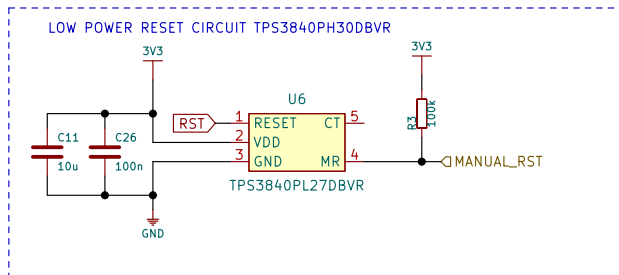 LOW POWER RESET CIRCUIT TPS3840PH30DBVR
3V3
3V3
U6
C11
10u
C26
100n
RST
1
2
3
RESET
VDD
GND
CT
MR
5
4
R3
100k
MANUAL_RST
TPS3840PL27DBVR
GND